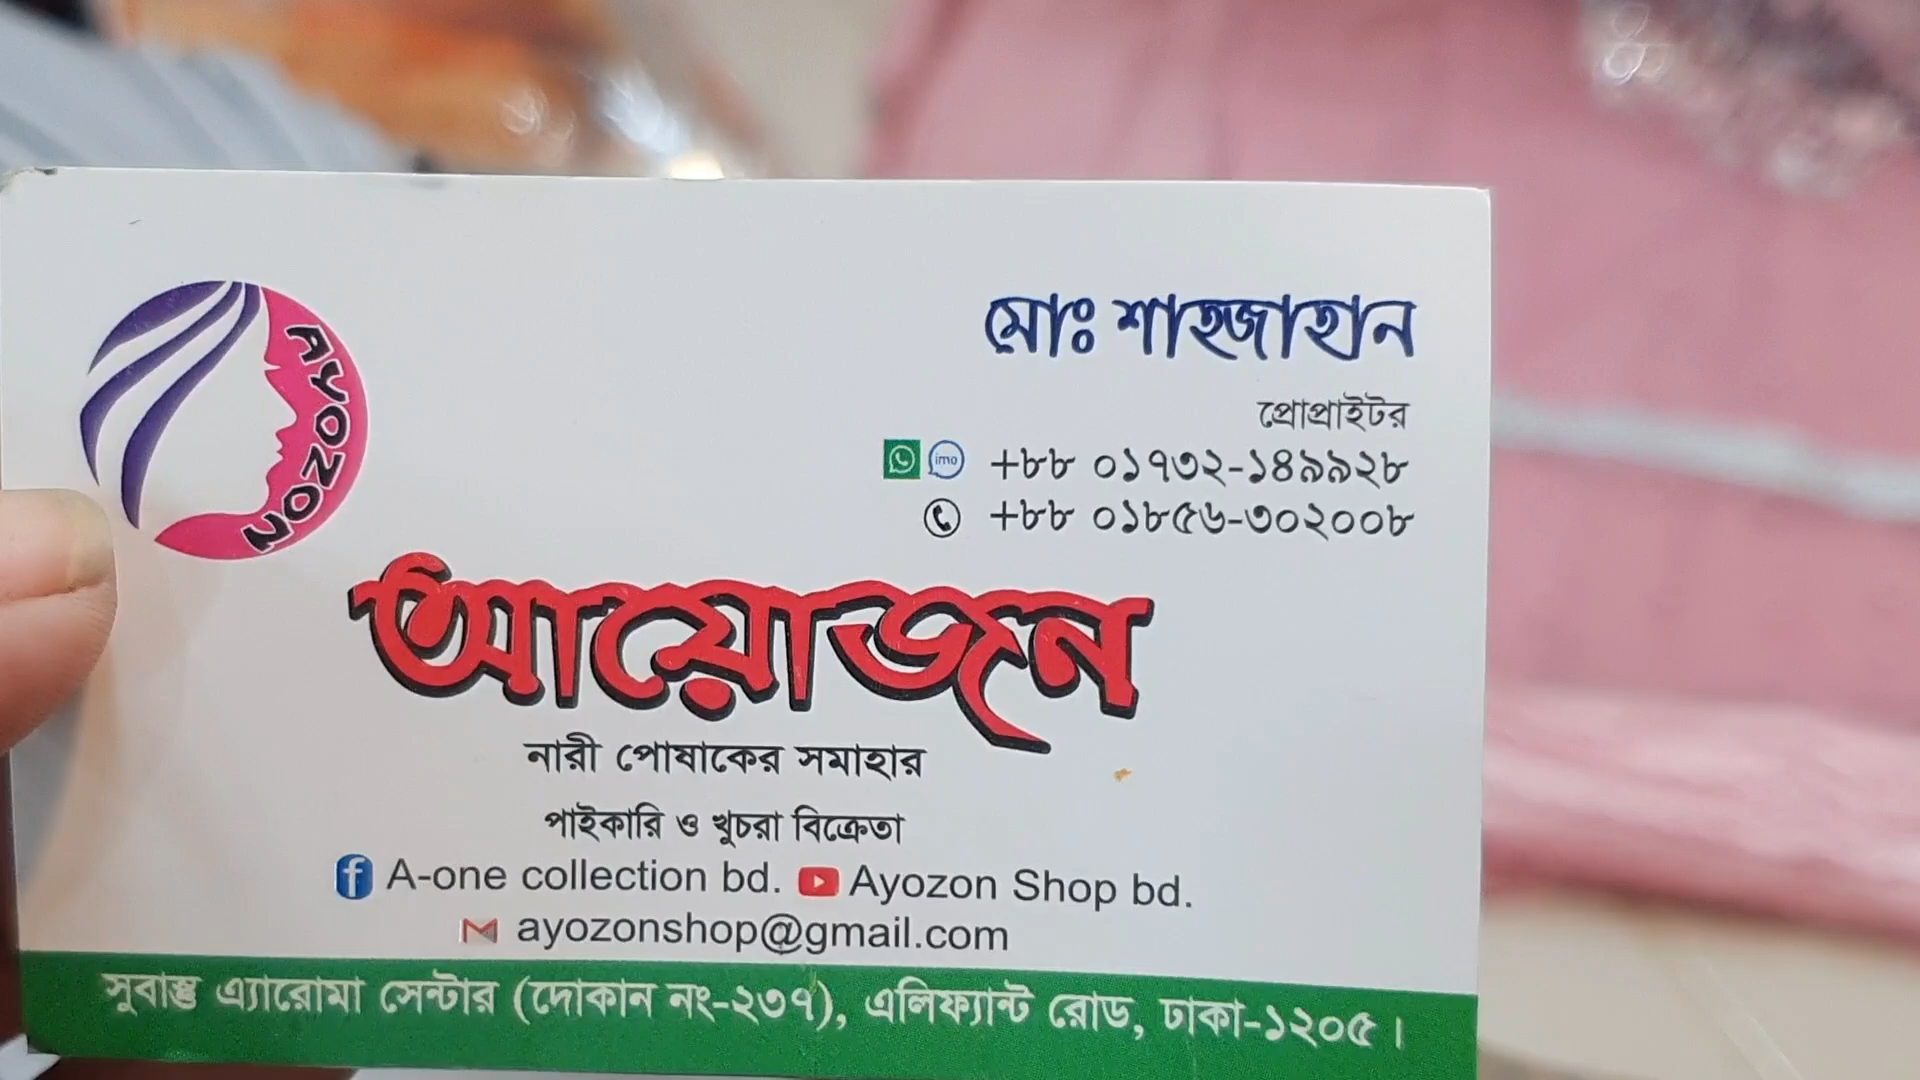 AYOZON
মোঃ শাহজাহান
প্রোপ্রাইটর
imo +৮৮ ০১৭৩২-১৪৯৯২৮
+৮৮ ০১৮৫৬-৩০২০০৮
আয়োজন
নারী পোষাকের সমাহার
পাইকারি ও খুচরা বিক্রেতা
A-one collection bd. Ayozon Shop bd.
ayozonshop@gmail.com
সুবাস্তু এ্যারোমা সেন্টার (দোকান নং-২৩৭), এলিফ্যান্ট রোড, ঢাকা-১২০৫।